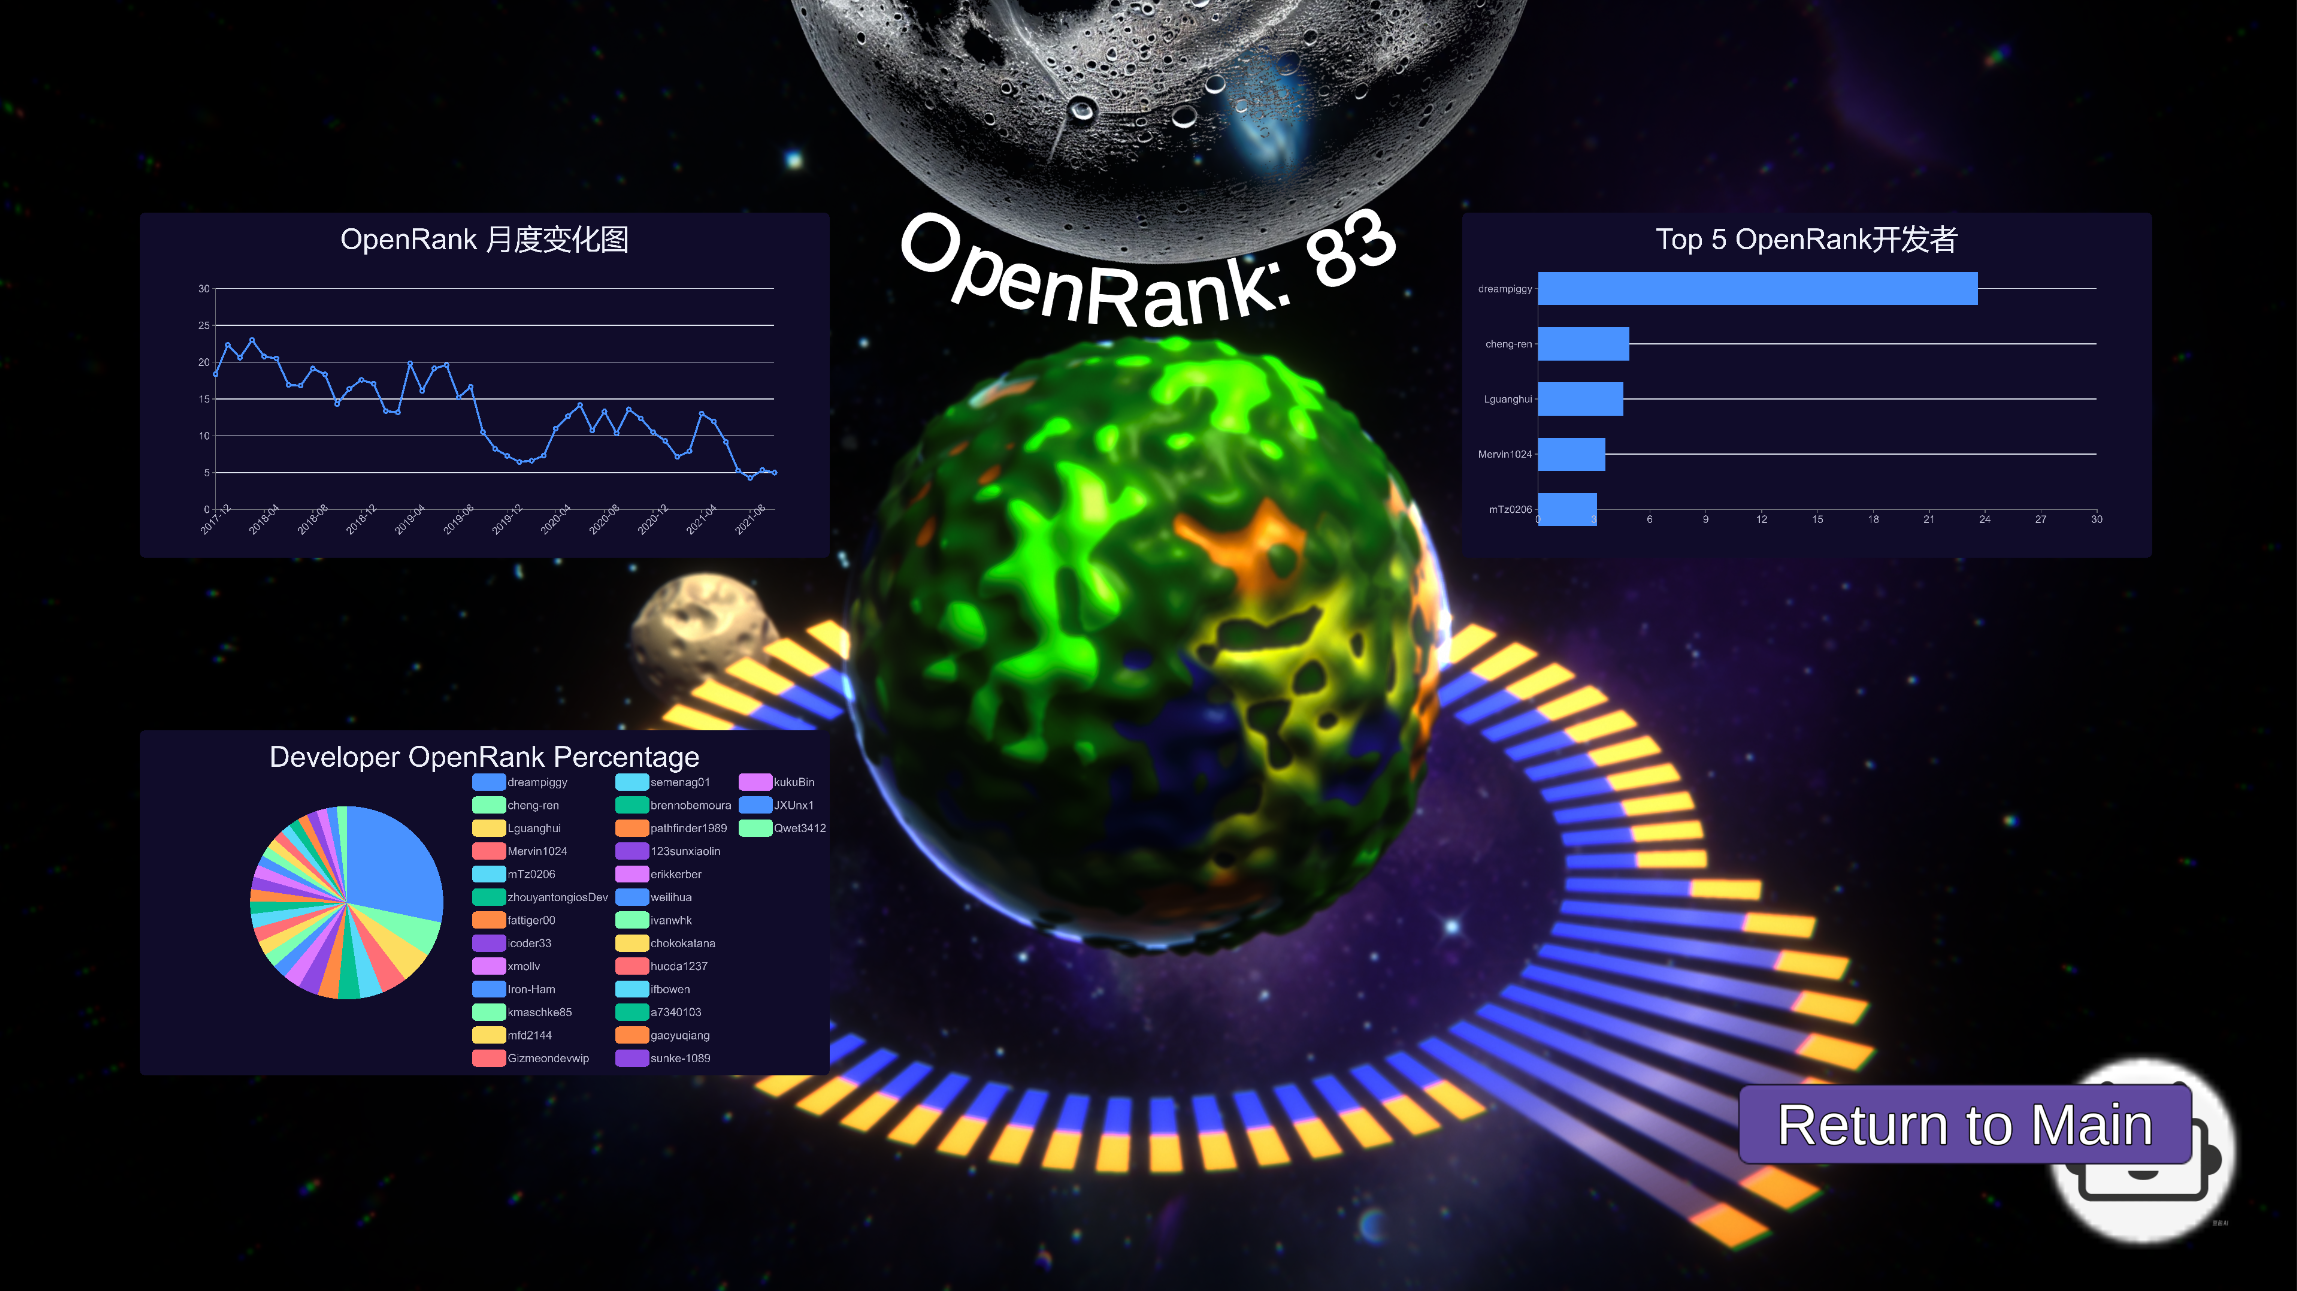 OpenRank: 83
OpenRank 月度变化图
30
25
20
15
10
5
0
2017-12
2018-04
2018-08
2018-12
2019-04
2019-08
2019-12
2020-04
2020-08
2020-12
2021-04
2021-08
Top 5 OpenRank开发者
dreampiggy
cheng-ren
Lguanghui
Mervin1024
mTz0206
0 3 6 9 12 15 18 21 24 27 30
Developer OpenRank Percentage
dreampiggy
cheng-ren
Lguanghui
Mervin1024
mTz0206
zhouyantongiosDev
fattiger00
icoder33
xmollv
Iron-Ham
kmaschke85
mfd2144
Gizmeondevwip
semenag01
brennobemoura
pathfinder1989
123sunxiaolin
erikkerber
weilihua
ivanwhk
chokokatana
huoda1237
ifbowen
a7340103
gaoyuqiang
sunke-1089
kukuBin
JXUnx1
Qwet3412
Return to Main